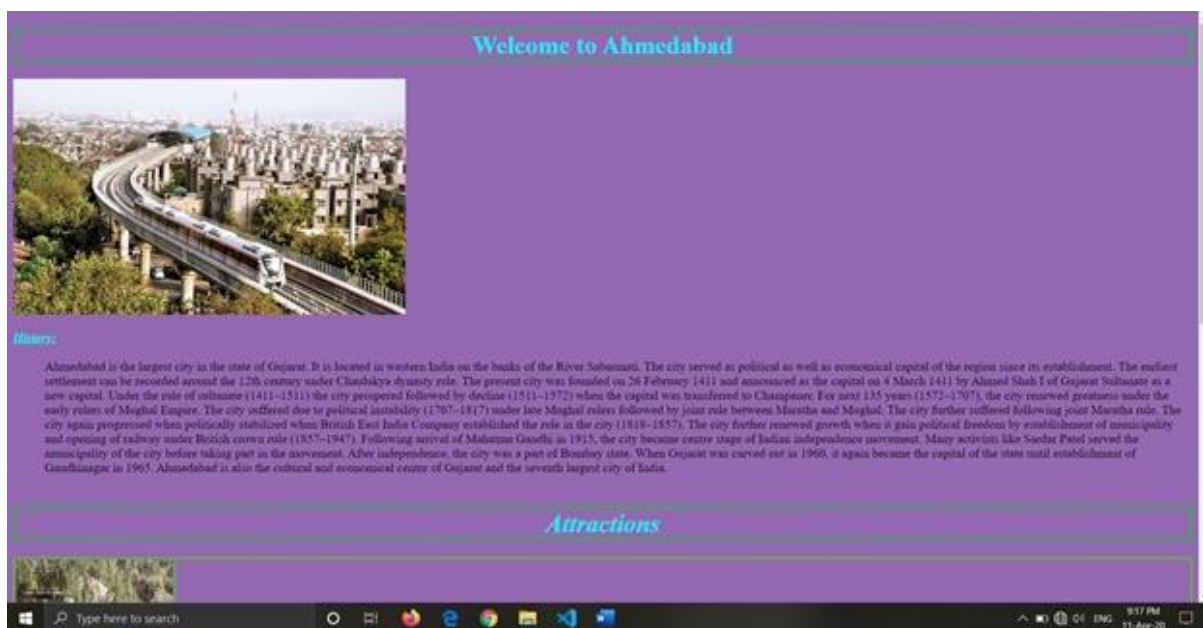 Welcome to Ahmedabad
History:
Ahmedabad is the largest city in the state of Gujarat. It is located in western India on the banks of the River Sabarmati. The city served as political as well as economical capital of the region since its establishment. The earliest
settlement can be recorded around the 12th century under Chaulukya dynasty rule. The present city was founded on 26 February 1411 and announced as the capital on 4 March 1411 by Ahmed Shah I of Gujarat Sultanate as a
new capital. Under the rule of sultanate (1411–1511) the city prospered followed by decline (1511–1572) when the capital was transferred to Champaner. For next 135 years (1572–1707), the city renewed greatness under the
early rulers of Mughal Empire. The city suffered due to political instability (1707–1817) under late Mughal rulers followed by joint rule between Maratha and Mughal. The city further suffered following joint Maratha rule. The
city again progressed when politically stabilized when British East India Company established the rule in the city (1818–1857). The city further renewed growth when it gain political freedom by establishment of municipality
and opening of railway under British crown rule (1857–1947). Following arrival of Mahatma Gandhi in 1915, the city became centre stage of Indian independence movement. Many activists like Sardar Patel served the
municipality of the city before taking part in the movement. After independence, the city was a part of Bombay state. When Gujarat was carved out in 1960, it again became the capital of the state until establishment of
Gandhinagar in 1965. Ahmedabad is also the cultural and economical centre of Gujarat and the seventh largest city of India.
Attractions
Type here to search
ENG
9:17 PM
11-Apr-20